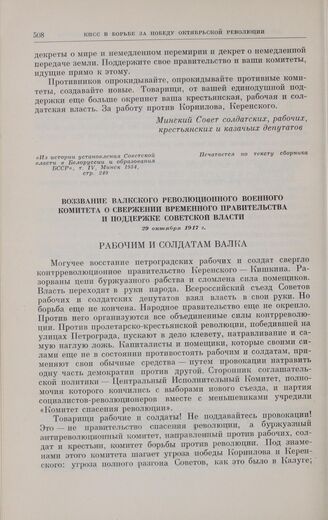 508
КПСС В БОРЬБЕ ЗА ПОБЕДУ ОКТЯБРЬСКОЙ РЕВОЛЮЦИИ
декреты о мире и немедленном перемирии и декрет о немедленной
передаче земли. Поддержите свое правительство и ваши комитеты,
идущие прямо к этому.
Противников опрокидывайте, опрокидывайте противные коми-
теты, создавайте новые. Товарищи, от вашей единодушной под-
держки еще больше окрепнет ваша крестьянская, рабочая и сол-
датская власть. За работу против Корнилова, Керенского.
Минский Совет солдатских, рабочих,
крестьянских и казачьих депутатов
«Из истории установления Советской
власти в Белоруссии и образования
БССР», т. IV, Минск 1954,
стр. 249
Печатается по тексту сборника
ВОЗЗВАНИЕ ВАЛКСКОГО РЕВОЛЮЦИОННОГО ВОЕННОГО
КОМИТЕТА О СВЕРЖЕНИИ ВРЕМЕННОГО ПРАВИТЕЛЬСТВА
И ПОДДЕРЖКЕ СОВЕТСКОЙ ВЛАСТИ
29 октября 1917 г.
РАБОЧИМ И СОЛДАТАМ ВАЛКА
Могучее восстание петроградских рабочих и солдат свергло
контрреволюционное правительство Керенского — Кишкина. Ра-
зорваны цепи буржуазного рабства и сломлена сила помещиков.
Власть переходит в руки народа. Всероссийский съезд Советов
рабочих и солдатских депутатов взял власть в свои руки. Но
борьба еще не кончена. Народное правительство еще не окрепло.
Против него организуются все объединенные силы контрреволю-
ции. Против пролетарско-крестьянской революции, победившей на
улицах Петрограда, пускают в дело клевету, натравливание и са-
мую наглую ложь. Капиталисты и помещики, которые своими си-
лами еще не в состоянии противостоять рабочим и солдатам, при-
меняют свои обычные средства — путем провокации натравить
одну часть демократии против другой. Сторонник соглашатель-
ской политики — Центральный Исполнительный Комитет, полно-
мочия которого кончились с выборами нового съезда, и партия
социалистов-революционеров вместе с меньшевиками учредили
«Комитет спасения революции».
Товарищи рабочие и солдаты! Не поддавайтесь провокации!
Это — не правительство спасения революции, а буржуазный
антиреволюционный комитет, направленный против рабочих, сол-
дат и крестьян, комитет борьбы против революции. Под знаме-
нами этого комитета шагает угроза победы Корнилова и Керен-
ского: угроза полного разгона Советов, как это было в Калуге;